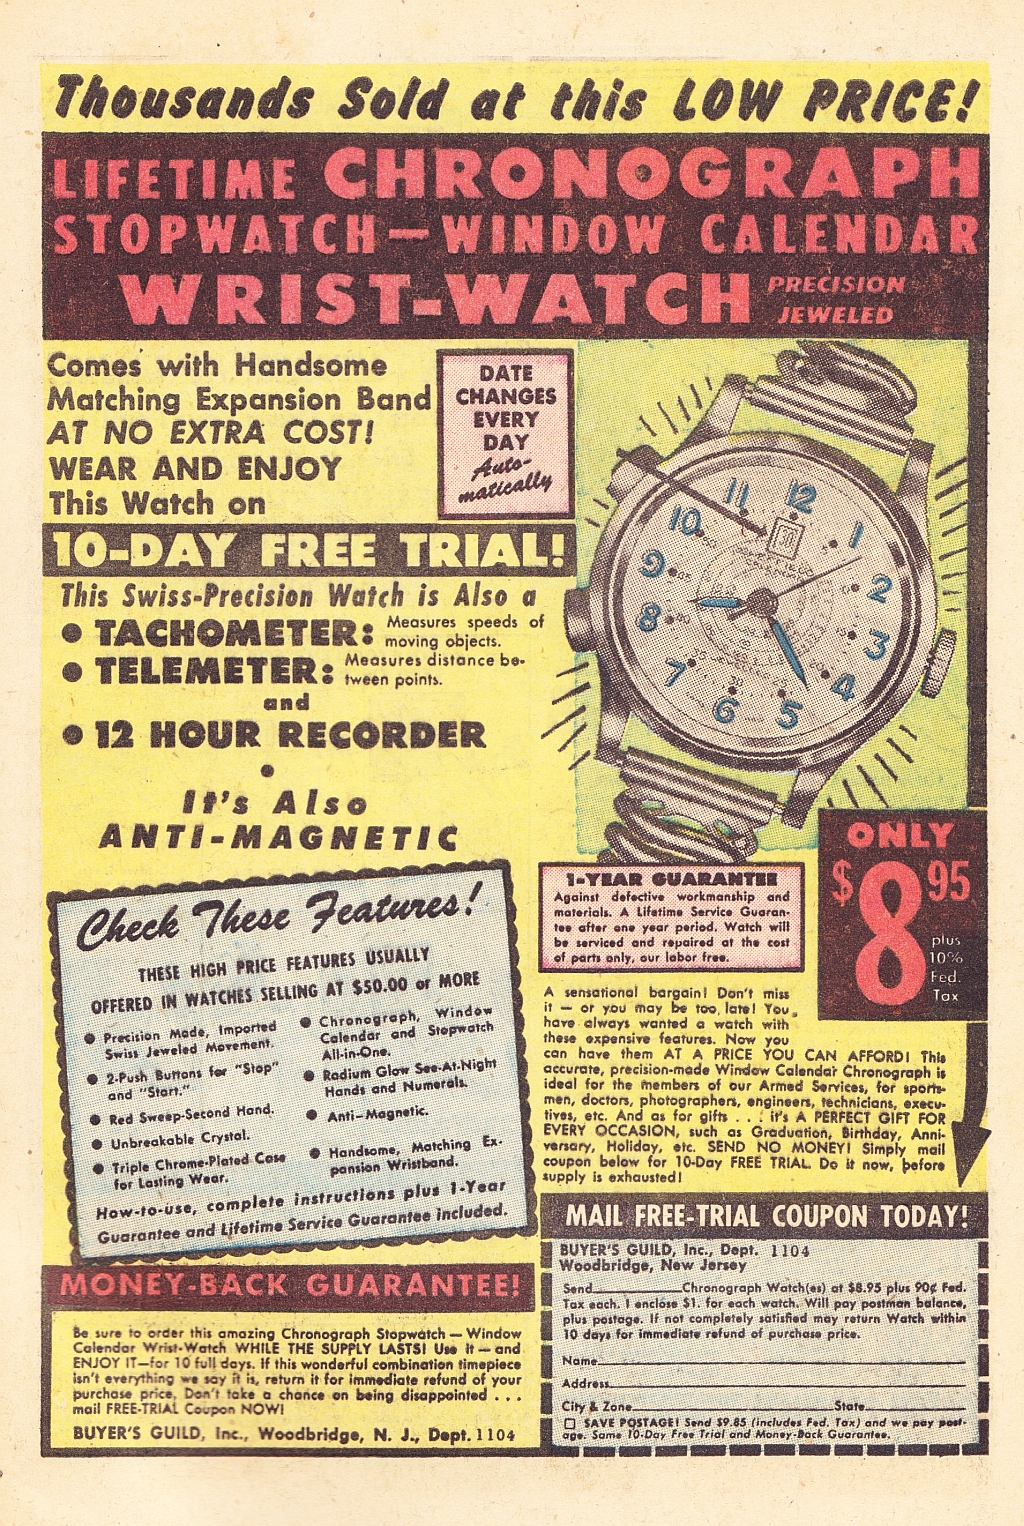 Thousands Sold at this LOW PRICE!
LIFETIME CHRONOGRAPH
STOPWATCH—WINDOW CALENDAR
WRIST-WATCH PRECISION JEWELED
Comes with Handsome
Matching Expansion Band
AT NO EXTRA COST!
WEAR AND ENJOY
This Watch on
DATE
CHANGES
EVERY
DAY
Auto-
matically
10-DAY FREE TRIAL!
This Swiss-Precision Watch is Also a
• TACHOMETER: Measures speeds of
moving objects.
• TELEMETER: Measures distance be-
tween points.
and
• 12 HOUR RECORDER
•
It's Also
ANTI-MAGNETIC
12
1
2
3
4
5
6
7
8
9
10
11
ONLY
$8.95
plus
10%
Fed.
Tax
1-YEAR GUARANTEE
Against defective workmanship and
materials. A Lifetime Service Guaran-
tee after one year period. Watch will
be serviced and repaired at the cost
of parts only, our labor free.
Check These Features!
THESE HIGH PRICE FEATURES USUALLY
OFFERED IN WATCHES SELLING AT $50.00 or MORE
• Precision Made, Imported
Swiss Jeweled Movement.
• 2-Push Buttons for "Stop"
and "Start."
• Red Sweep-Second Hand.
• Unbreakable Crystal.
• Triple Chrome-Plated Case
for Lasting Wear.
• Chronograph, Window
Calendar and Stopwatch
All-in-One.
• Radium Glow See-At-Night
Hands and Numerals.
• Anti-Magnetic.
• Handsome, Matching Ex-
pansion Wristband.
How-to-use, complete instructions plus 1-Year
Guarantee and Lifetime Service Guarantee included.
A sensational bargain! Don't miss
it — or you may be too late! You
have always wanted a watch with
these expensive features. Now you
can have them AT A PRICE YOU CAN AFFORD! This
accurate, precision-made Window Calendar Chronograph is
ideal for the members of our Armed Services, for sports-
men, doctors, photographers, engineers, technicians, execu-
tives, etc. And as for gifts . . . it's A PERFECT GIFT FOR
EVERY OCCASION, such as Graduation, Birthday, Anni-
versary, Holiday, etc. SEND NO MONEY! Simply mail
coupon below for 10-Day FREE TRIAL. Do it now, before
supply is exhausted!
MONEY-BACK GUARANTEE!
Be sure to order this amazing Chronograph Stopwatch — Window
Calendar Wrist-Watch WHILE THE SUPPLY LASTS! Use It — and
ENJOY IT—for 10 full days. If this wonderful combination timepiece
isn't everything we say it is, return it for immediate refund of your
purchase price. Don't take a chance on being disappointed . . .
mail FREE-TRIAL Coupon NOW!
BUYER'S GUILD, Inc., Woodbridge, N. J., Dept. 1104
MAIL FREE-TRIAL COUPON TODAY!
BUYER'S GUILD, Inc., Dept. 1104
Woodbridge, New Jersey
Send__________Chronograph Watch(es) at $8.95 plus 90¢ Fed.
Tax each. I enclose $1. for each watch. Will pay postman balance,
plus postage. If not completely satisfied may return Watch within
10 days for immediate refund of purchase price.
Name
Address
City & Zone__________State
☐ SAVE POSTAGE! Send $9.85 (includes Fed. Tax) and we pay post-
age. Same 10-Day Free Trial and Money-Back Guarantee.